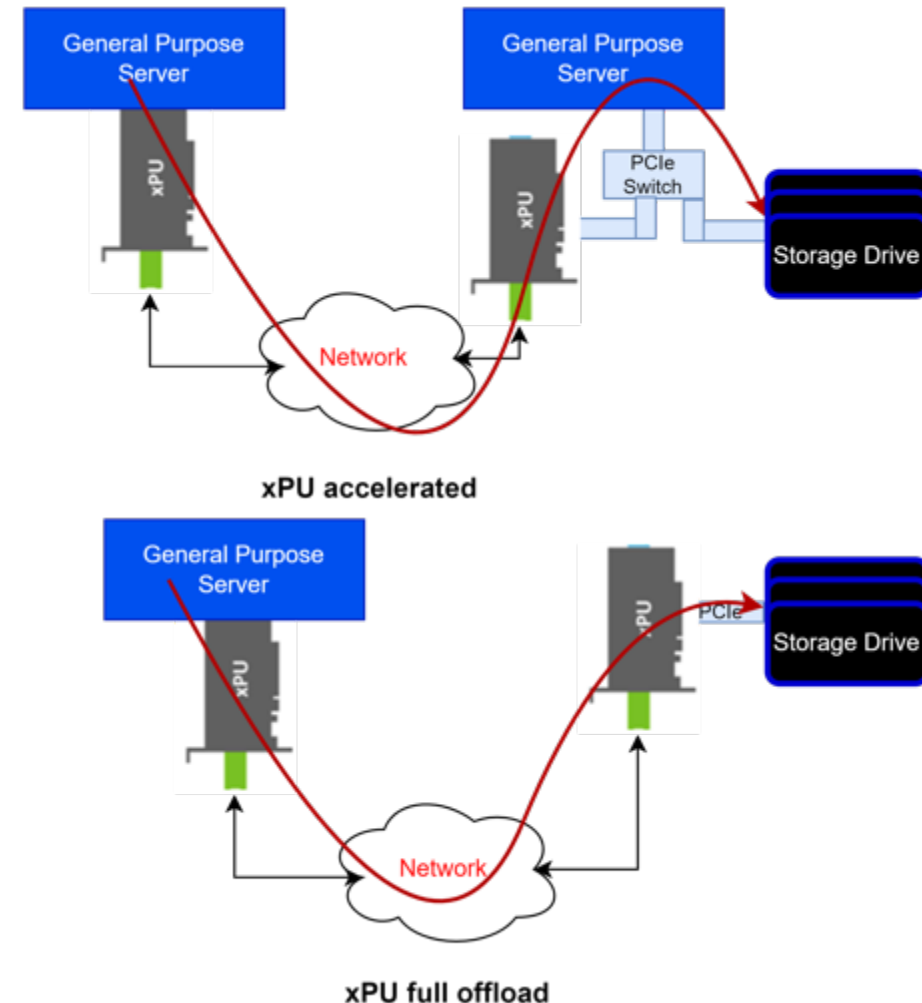 General Purpose
Server
General Purpose
Server
xPU
xPU
PCIe
Switch
Storage Drive
Network
xPU accelerated
General Purpose
Server
xPU
xPU
PCIe
Storage Drive
Network
xPU full offload